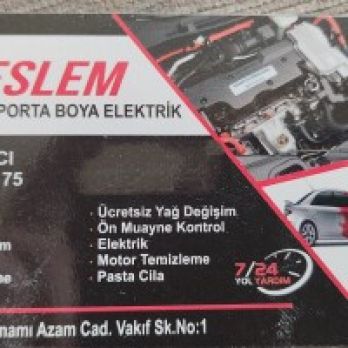 ESLEM
PORTA BOYA ELEKTRİK
CI
75
· Ücretsiz Yağ Değişim
· Ön Muayne Kontrol
· Elektrik
· Motor Temizleme
· Pasta Cila
7/24
YOL YARDIM
namı Azam Cad. Vakıf Sk.No:1